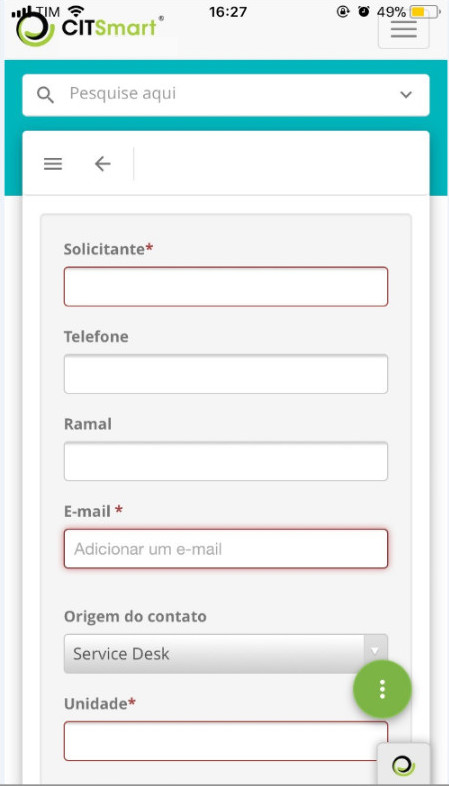 TIM 16:27 49%
CITSmart®
Pesquise aqui
Solicitante*
Telefone
Ramal
E-mail *
Adicionar um e-mail
Origem do contato
Service Desk
Unidade*